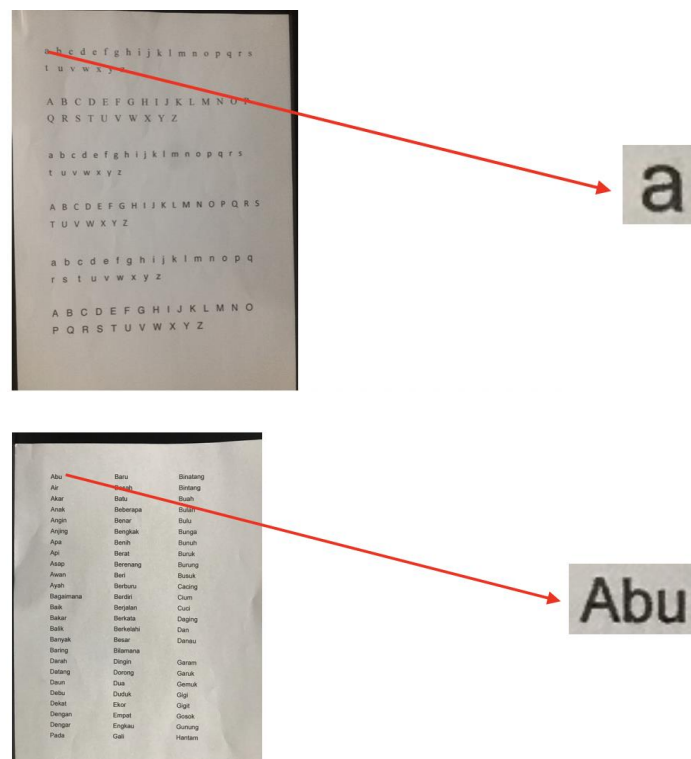 a b c d e f g h i j k l m n o p q r s
t u v w x y z
A B C D E F G H I J K L M N O P
Q R S T U V W X Y Z
a b c d e f g h i j k l m n o p q r s
t u v w x y z
A B C D E F G H I J K L M N O P Q R S
T U V W X Y Z
a b c d e f g h i j k l m n o p q
r s t u v w x y z
A B C D E F G H I J K L M N O
P Q R S T U V W X Y Z
a
Abu Baru Binatang
Air Basah Bintang
Akar Batu Buah
Anak Beberapa Bulan
Angin Benar Bulu
Anjing Bengkak Bunga
Apa Benih Bunuh
Api Berat Buruk
Asap Berenang Burung
Awan Beri Busuk
Ayah Berburu Cacing
Bagaimana Berdiri Cium
Baik Berjalan Cuci
Bakar Berkata Daging
Balik Berkelahi Dan
Banyak Besar Danau
Baring Bilamana
Darah Dingin Garam
Datang Dorong Garuk
Daun Dua Gemuk
Debu Duduk Gigi
Dekat Ekor Gigit
Dengan Empat Gosok
Dengar Engkau Gunung
Pada Gali Hantam
Abu